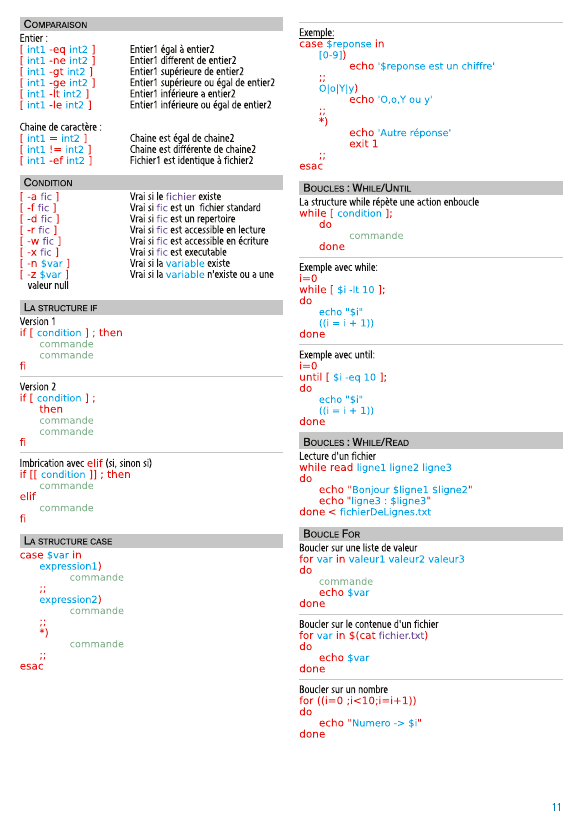 COMPARAISON
Entier :
[ int1 -eq int2 ] Entier1 égal à entier2
[ int1 -ne int2 ] Entier1 different de entier2
[ int1 -gt int2 ] Entier1 supérieure de entier2
[ int1 -ge int2 ] Entier1 supérieure ou égal de entier2
[ int1 -lt int2 ] Entier1 inférieure a entier2
[ int1 -le int2 ] Entier1 inférieure ou égal de entier2
Chaine de caractère :
[ int1 = int2 ] Chaine est égal de chaine2
[ int1 != int2 ] Chaine est différente de chaine2
[ int1 -ef int2 ] Fichier1 est identique à fichier2
CONDITION
[ -a fic ] Vrai si le fichier existe
[ -f fic ] Vrai si fic est un fichier standard
[ -d fic ] Vrai si fic est un repertoire
[ -r fic ] Vrai si fic est accessible en lecture
[ -w fic ] Vrai si fic est accessible en écriture
[ -x fic ] Vrai si fic est executable
[ -n $var ] Vrai si la variable existe
[ -z $var ] Vrai si la variable n'existe ou a une
valeur null
LA STRUCTURE IF
Version 1
if [ condition ] ; then
commande
commande
fi
Version 2
if [ condition ] ;
then
commande
commande
fi
Imbrication avec elif (si, sinon si)
if [[ condition ]] ; then
commande
elif
commande
fi
LA STRUCTURE CASE
case $var in
expression1)
commande
;;
expression2)
commande
;;
*)
commande
;;
esac
Exemple:
case $reponse in
[0-9])
echo '$reponse est un chiffre'
;;
O|o|Y|y)
echo 'O,o,Y ou y'
;;
*)
echo 'Autre réponse'
exit 1
;;
esac
BOUCLES : WHILE/UNTIL
La structure while répète une action enboucle
while [ condition ];
do
commande
done
Exemple avec while:
i=0
while [ $i -lt 10 ];
do
echo "$i"
((i = i + 1))
done
Exemple avec until:
i=0
until [ $i -eq 10 ];
do
echo "$i"
((i = i + 1))
done
BOUCLES : WHILE/READ
Lecture d'un fichier
while read ligne1 ligne2 ligne3
do
echo "Bonjour $ligne1 $ligne2"
echo "ligne3 : $ligne3"
done < fichierDeLignes.txt
BOUCLE FOR
Boucler sur une liste de valeur
for var in valeur1 valeur2 valeur3
do
commande
echo $var
done
Boucler sur le contenue d'un fichier
for var in $(cat fichier.txt)
do
echo $var
done
Boucler sur un nombre
for ((i=0 ;i<10;i=i+1))
do
echo "Numero -> $i"
done
11